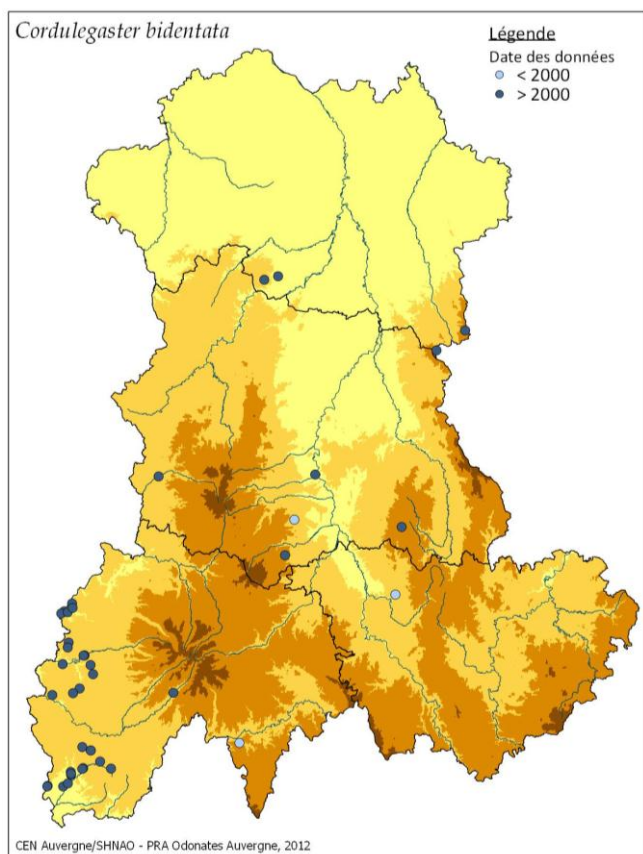 Cordulegaster bidentata
Légende
Date des données
< 2000
> 2000
CEN Auvergne/SHNAO - PRA Odonates Auvergne, 2012